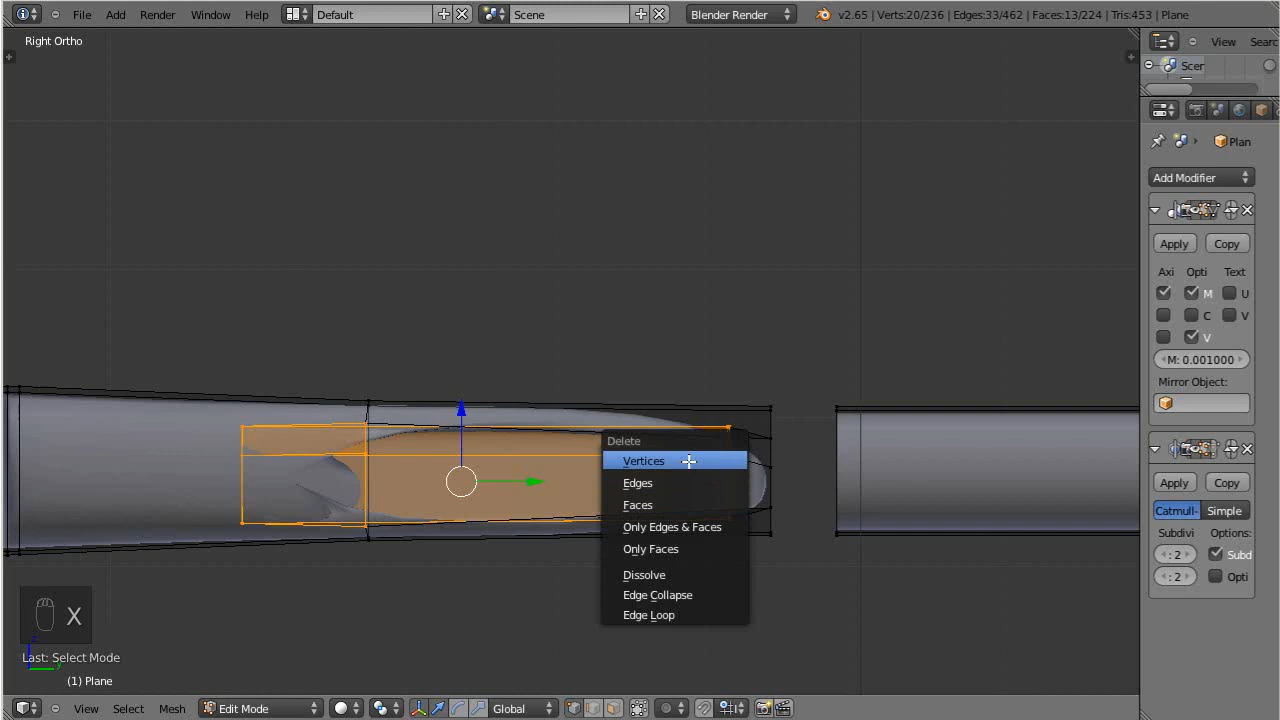 File Add Render Window Help Default Scene Blender Render v2.65 | Verts:20/236 | Edges:33/462 | Faces:13/224 | Tris:453 | Plane
Right Ortho
View Searc
Scer
Plan
Add Modifier
Apply Copy
Axi Opti Text
M U
C V
V
M: 0.001000
Mirror Object:
Apply Copy
Catmull- Simple
Subdivi Options:
: 2 Subd
: 2 Opti
Delete
Vertices
Edges
Faces
Only Edges & Faces
Only Faces
Dissolve
Edge Collapse
Edge Loop
X
z
Last: Select Mode
y
(1) Plane
View Select Mesh Edit Mode Global